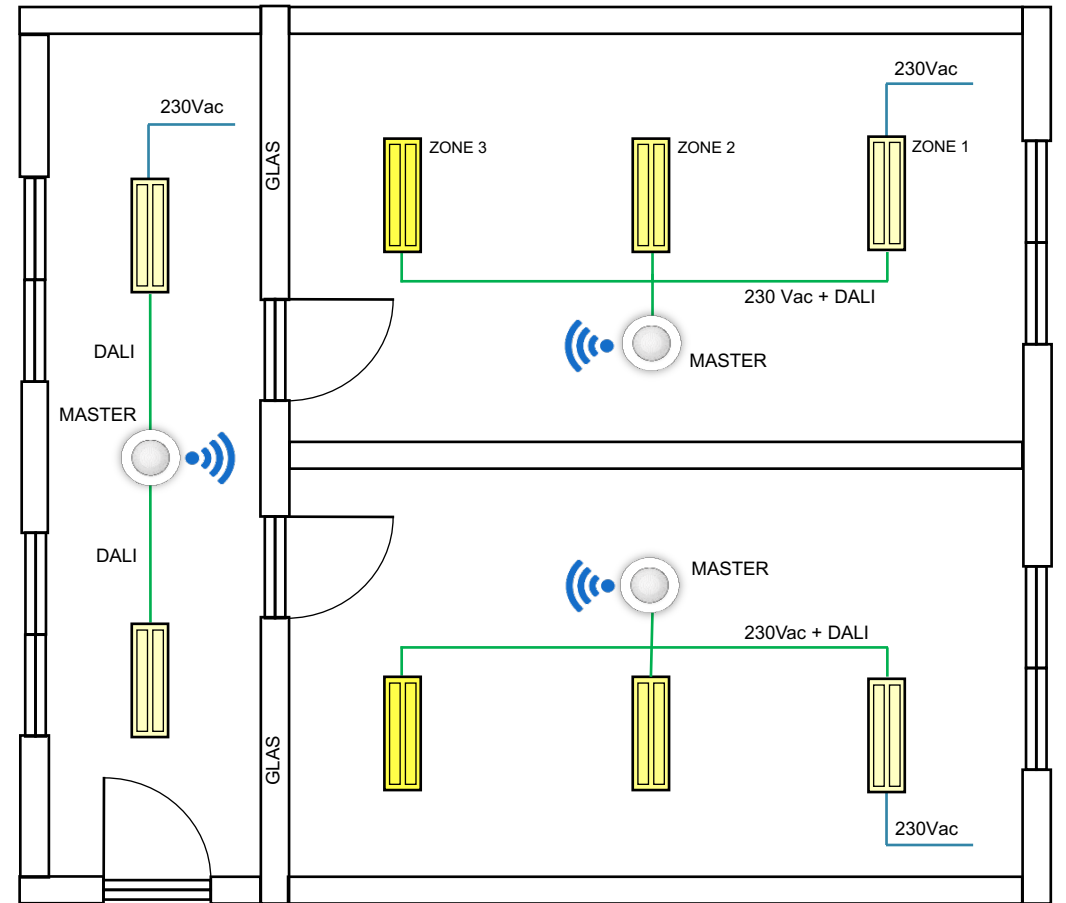 230Vac
230Vac
GLAS
ZONE 3
ZONE 2
ZONE 1
230 Vac + DALI
DALI
MASTER
MASTER
DALI
MASTER
230Vac + DALI
GLAS
230Vac